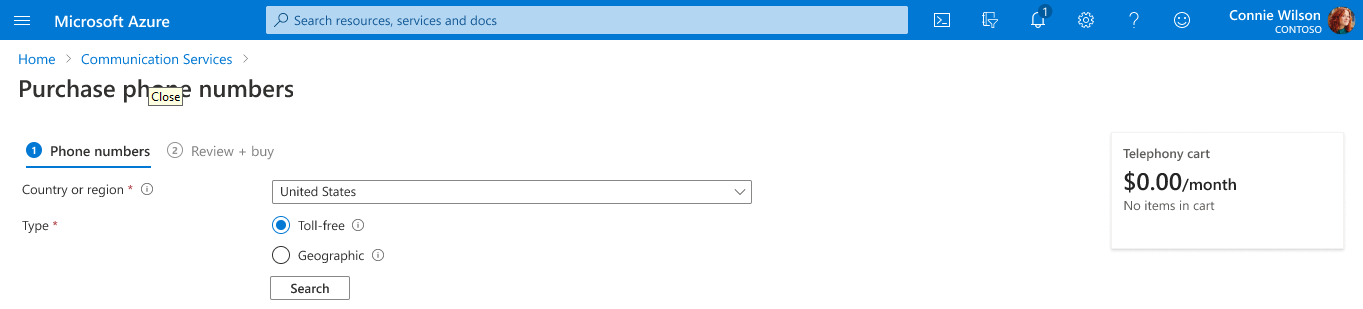 Microsoft Azure
Search resources, services and docs
1
Connie Wilson
CONTOSO
Home > Communication Services >
Purchase phone numbers
Close
1 Phone numbers
2 Review + buy
Telephony cart
$0.00/month
No items in cart
Country or region *
United States
Type *
Toll-free
Geographic
Search